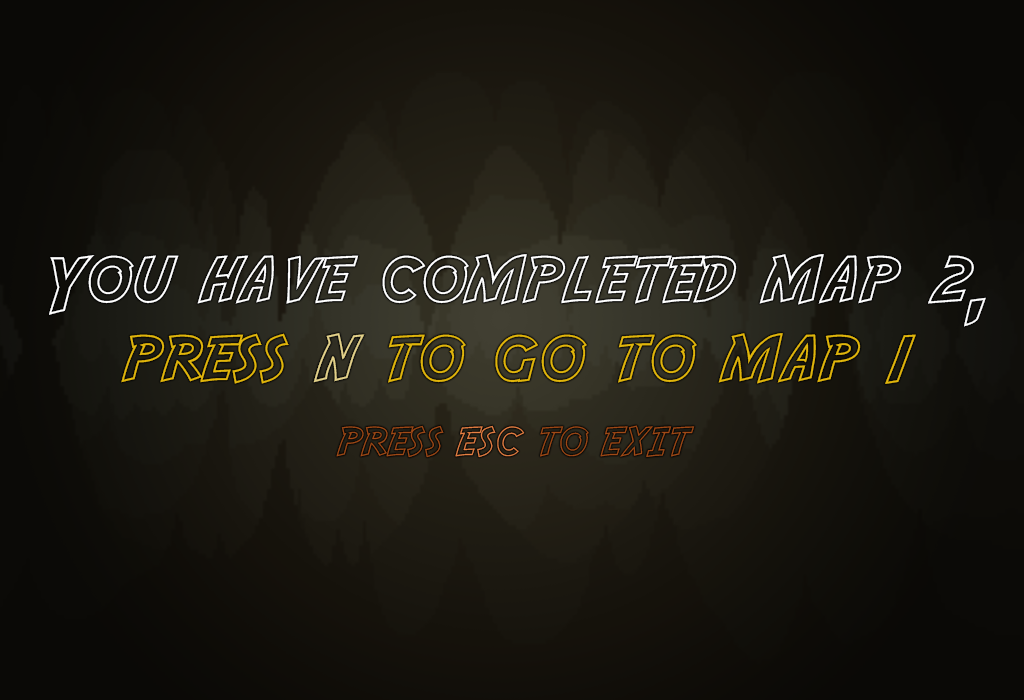 YOU HAVE COMPLETED MAP 2,
PRESS N TO GO TO MAP 1
PRESS ESC TO EXIT